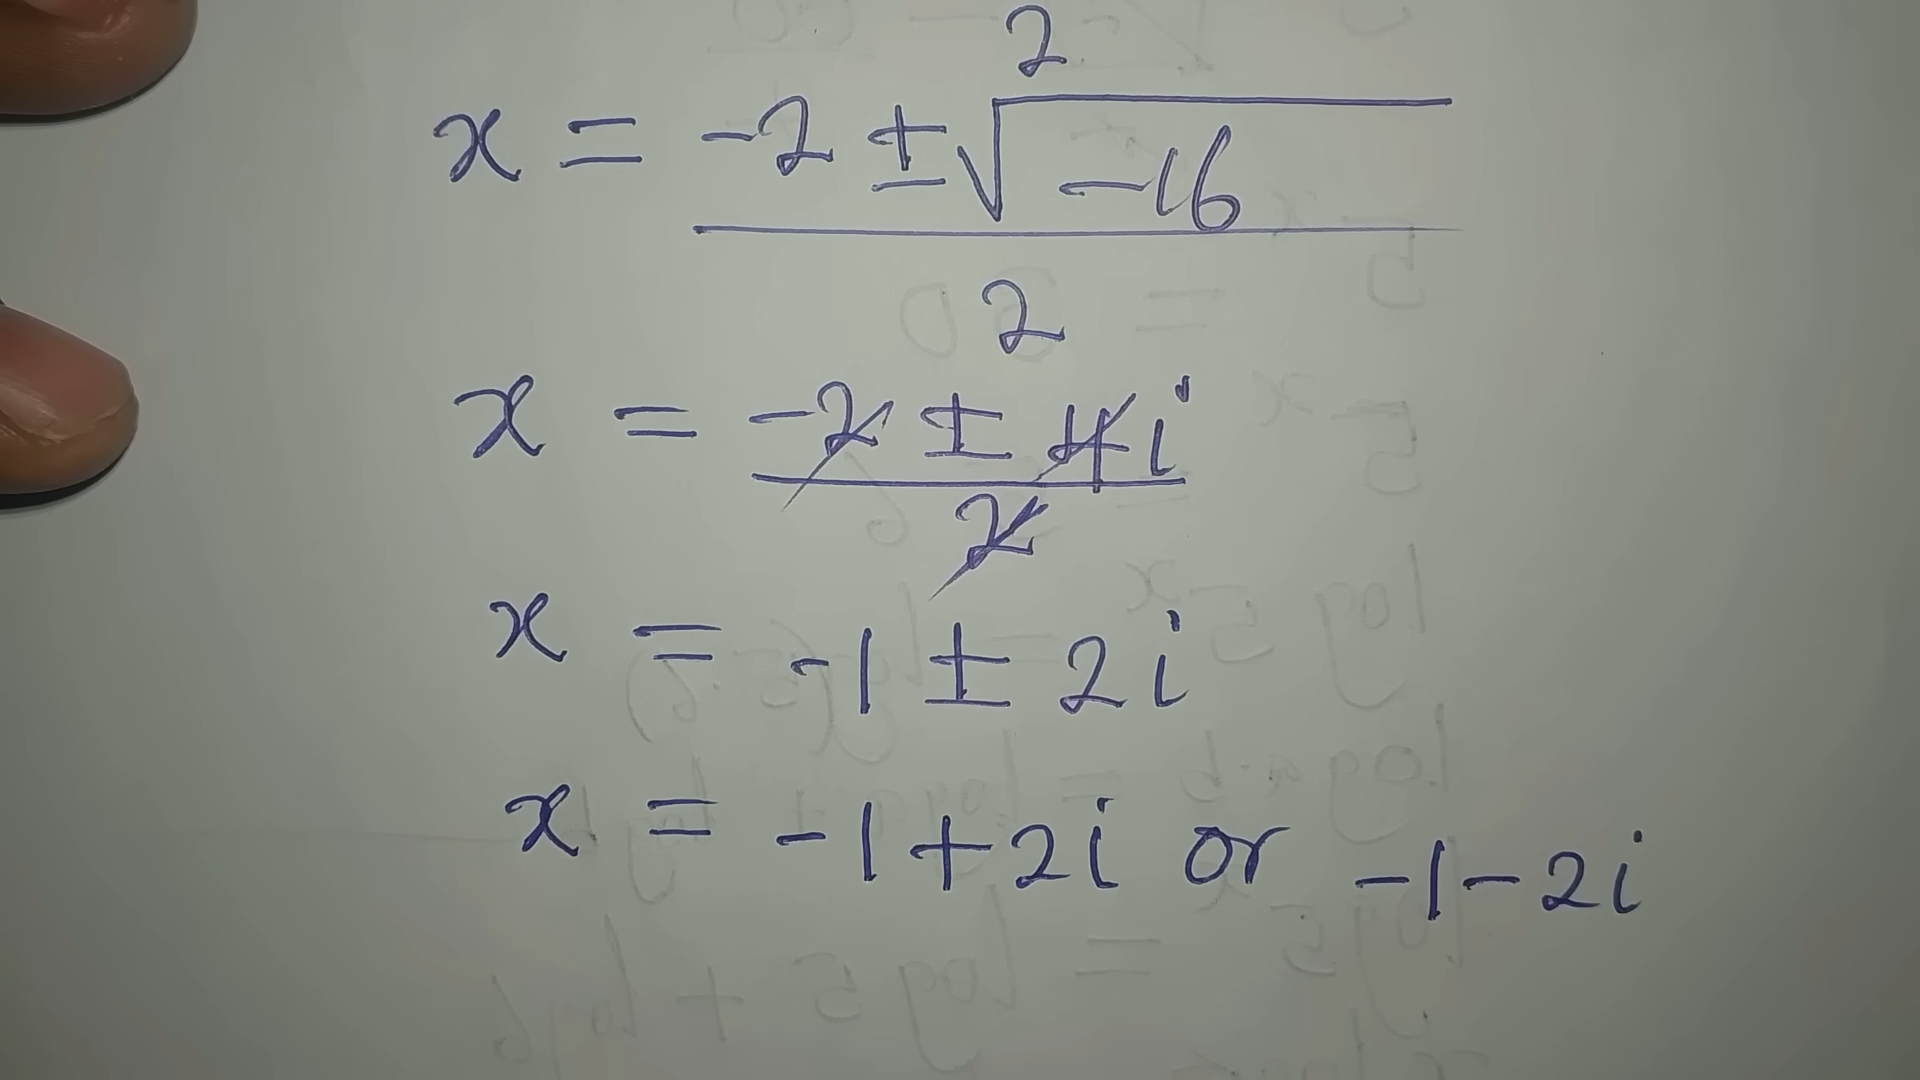 2
x = -2 ± √-16
2
x = -2 ± 4i
2
x = -1 ± 2i
x = -1 + 2i or -1 - 2i